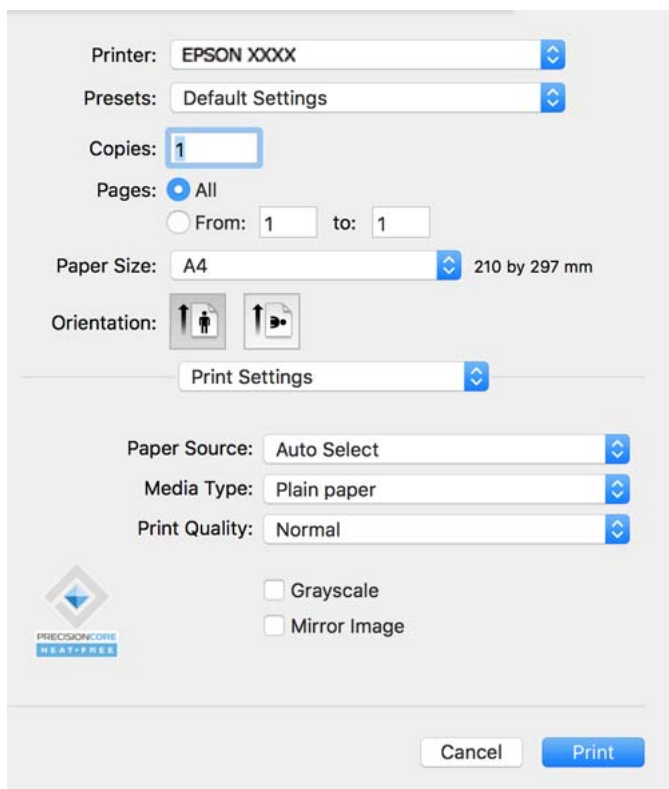 Printer: EPSON XXXX
Presets: Default Settings
Copies: 1
Pages: All
From: 1 to: 1
Paper Size: A4 210 by 297 mm
Orientation:
Print Settings
Paper Source: Auto Select
Media Type: Plain paper
Print Quality: Normal
Grayscale
Mirror Image
PRECISIONCORE
HEAT-FREE
Cancel Print